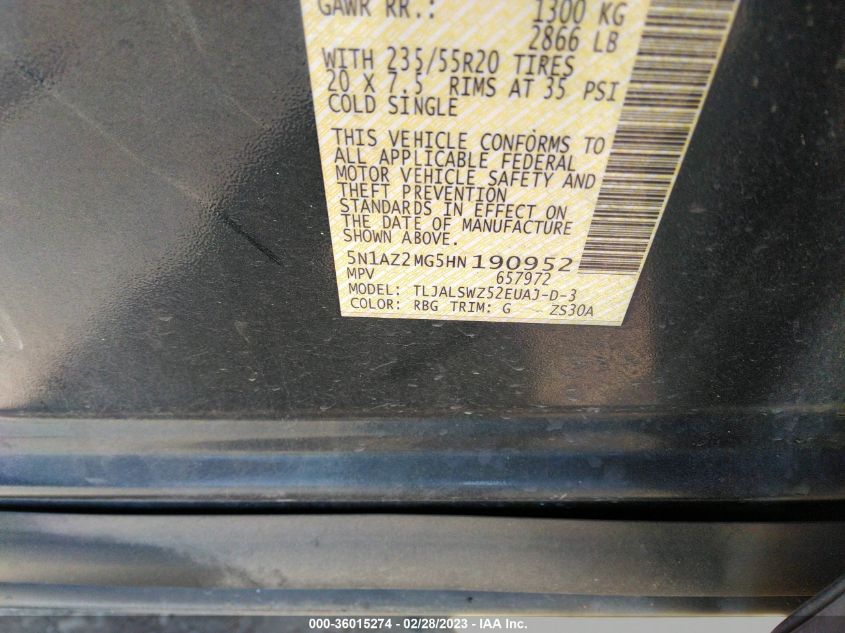 GAWR RR.: 1300 KG
2866 LB
WITH 235/55R20 TIRES
20 X 7.5 RIMS AT 35 PSI
COLD SINGLE
THIS VEHICLE CONFORMS TO
ALL APPLICABLE FEDERAL
MOTOR VEHICLE SAFETY AND
THEFT PREVENTION
STANDARDS IN EFFECT ON
THE DATE OF MANUFACTURE
SHOWN ABOVE.
5N1AZ2MG5HN190952
MPV 657972
MODEL: TLJALSWZ52EUAJ-D-3
COLOR: RBG TRIM: G ZS30A
000-36015274 - 02/28/2023 - IAA Inc.